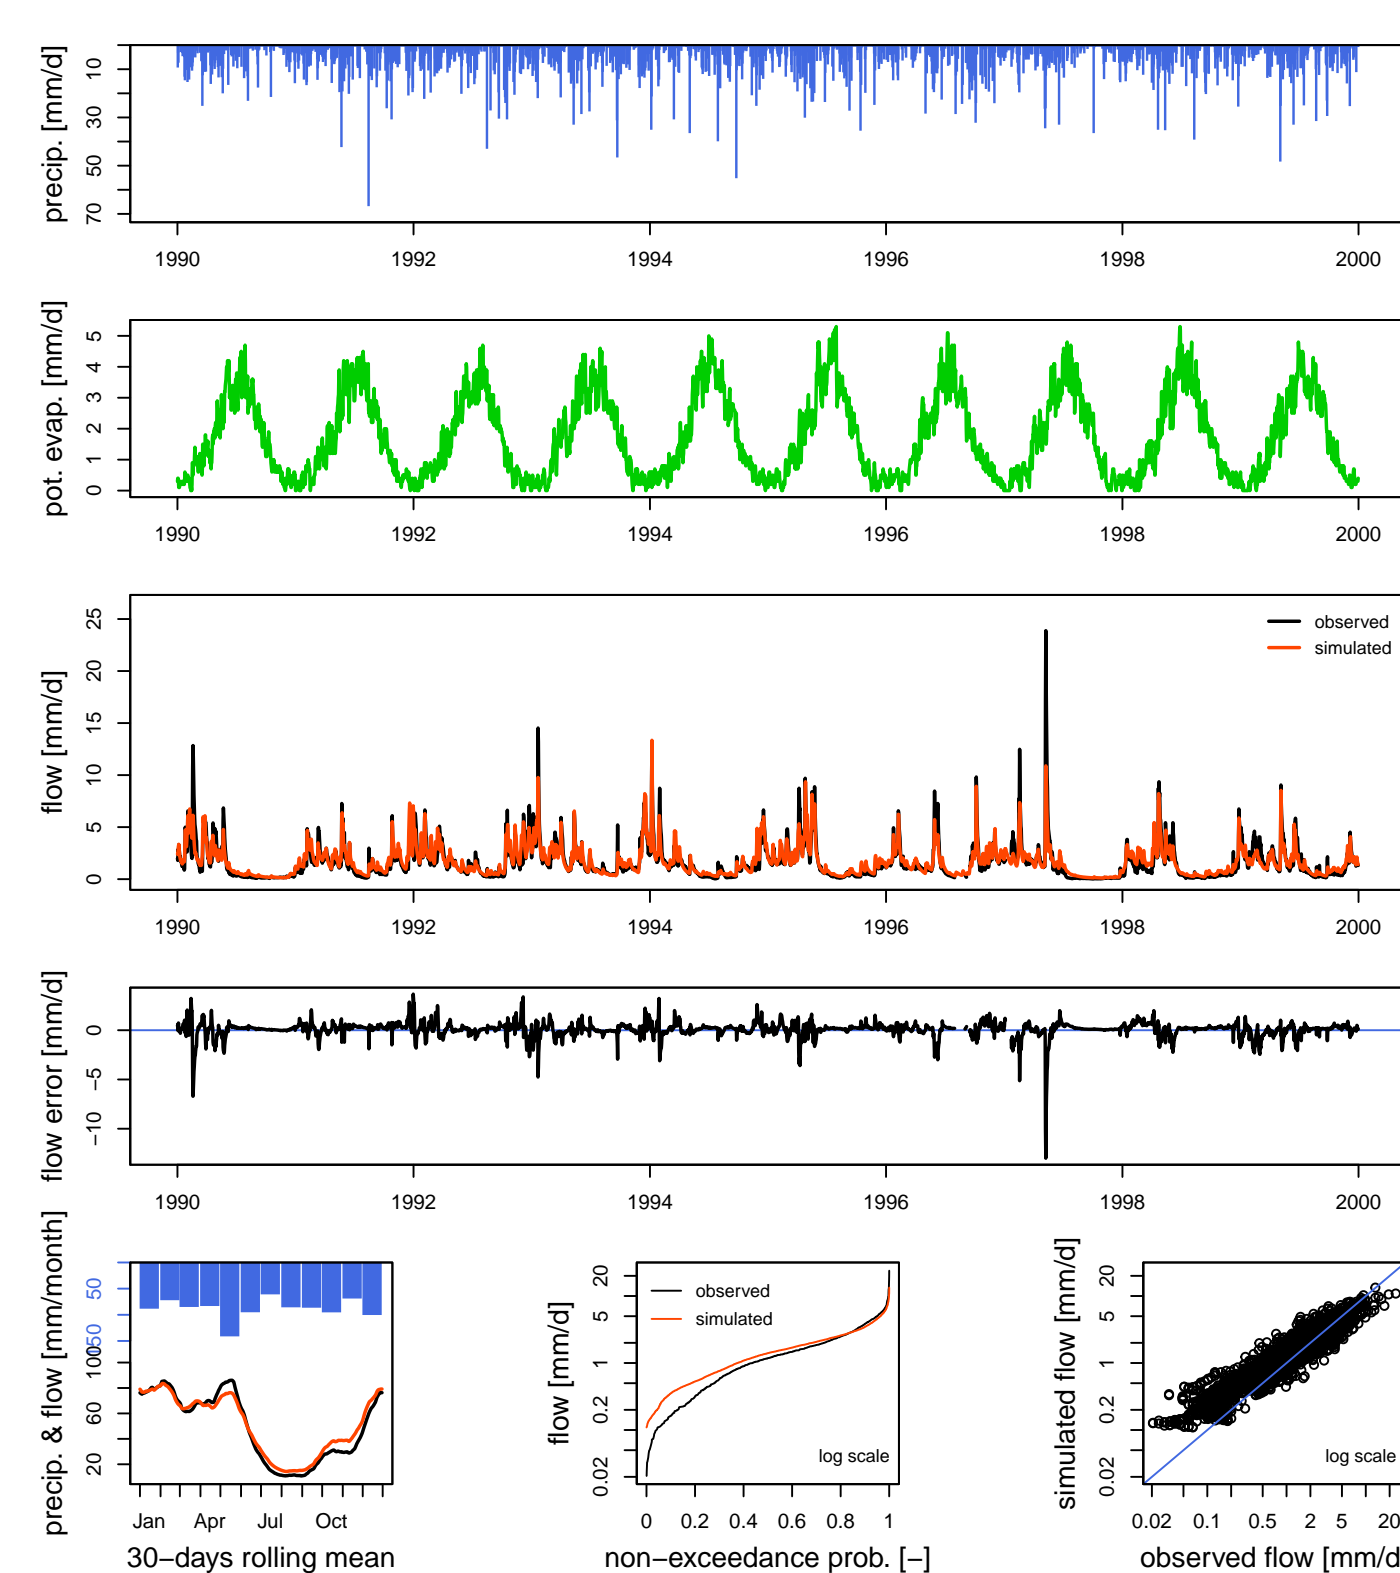 precip. [mm/d]
10
30
50
70
1990 1992 1994 1996 1998 2000
pot. evap. [mm/d]
5
4
3
2
1
0
1990 1992 1994 1996 1998 2000
flow [mm/d]
25
20
15
10
5
0
observed
simulated
1990 1992 1994 1996 1998 2000
flow error [mm/d]
0
−5
−10
1990 1992 1994 1996 1998 2000
precip. & flow [mm/month]
50
100
60
20
Jan Apr Jul Oct
30−days rolling mean
flow [mm/d]
20
5
1
0.2
0.02
observed
simulated
log scale
0 0.2 0.4 0.6 0.8 1
non−exceedance prob. [−]
simulated flow [mm/d]
20
5
1
0.2
0.02
log scale
0.02 0.1 0.5 2 5 20
observed flow [mm/d